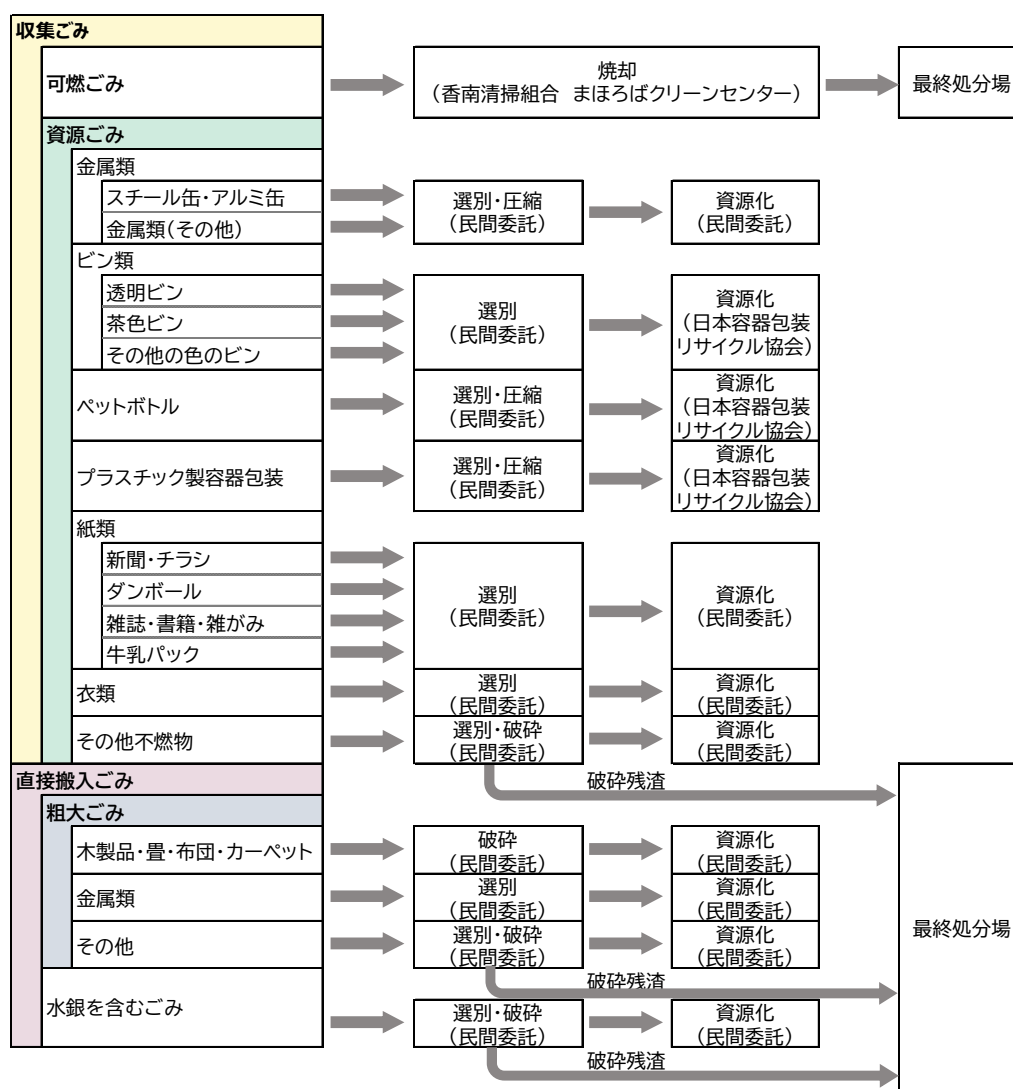 収集ごみ
可燃ごみ
焼却
（香南清掃組合　まほろばクリーンセンター）
最終処分場
資源ごみ
金属類
スチール缶・アルミ缶
金属類（その他）
選別・圧縮
（民間委託）
資源化
（民間委託）
ビン類
透明ビン
茶色ビン
その他の色のビン
選別
（民間委託）
資源化
（日本容器包装
リサイクル協会）
ペットボトル
選別・圧縮
（民間委託）
資源化
（日本容器包装
リサイクル協会）
プラスチック製容器包装
選別・圧縮
（民間委託）
資源化
（日本容器包装
リサイクル協会）
紙類
新聞・チラシ
ダンボール
雑誌・書籍・雑がみ
牛乳パック
選別
（民間委託）
資源化
（民間委託）
衣類
選別
（民間委託）
資源化
（民間委託）
その他不燃物
選別・破砕
（民間委託）
資源化
（民間委託）
破砕残渣
直接搬入ごみ
粗大ごみ
木製品・畳・布団・カーペット
破砕
（民間委託）
資源化
（民間委託）
金属類
選別
（民間委託）
資源化
（民間委託）
その他
選別・破砕
（民間委託）
資源化
（民間委託）
破砕残渣
最終処分場
水銀を含むごみ
選別・破砕
（民間委託）
資源化
（民間委託）
破砕残渣